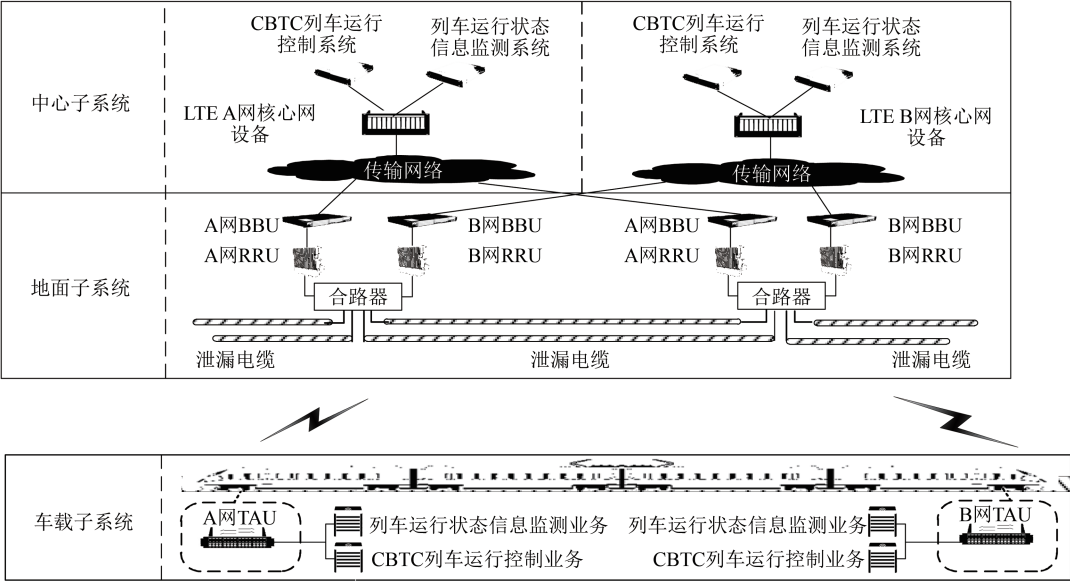 CBTC列车运行
控制系统
列车运行状态
信息监测系统
CBTC列车运行
控制系统
列车运行状态
信息监测系统
中心子系统
LTE A网核心网
设备
LTE B网核心网
设备
传输网络
传输网络
A网BBU
B网BBU
A网BBU
B网BBU
A网RRU
B网RRU
A网RRU
B网RRU
地面子系统
合路器
合路器
泄漏电缆
泄漏电缆
泄漏电缆
车载子系统
A网TAU
列车运行状态信息监测业务
CBTC列车运行控制业务
列车运行状态信息监测业务
CBTC列车运行控制业务
B网TAU